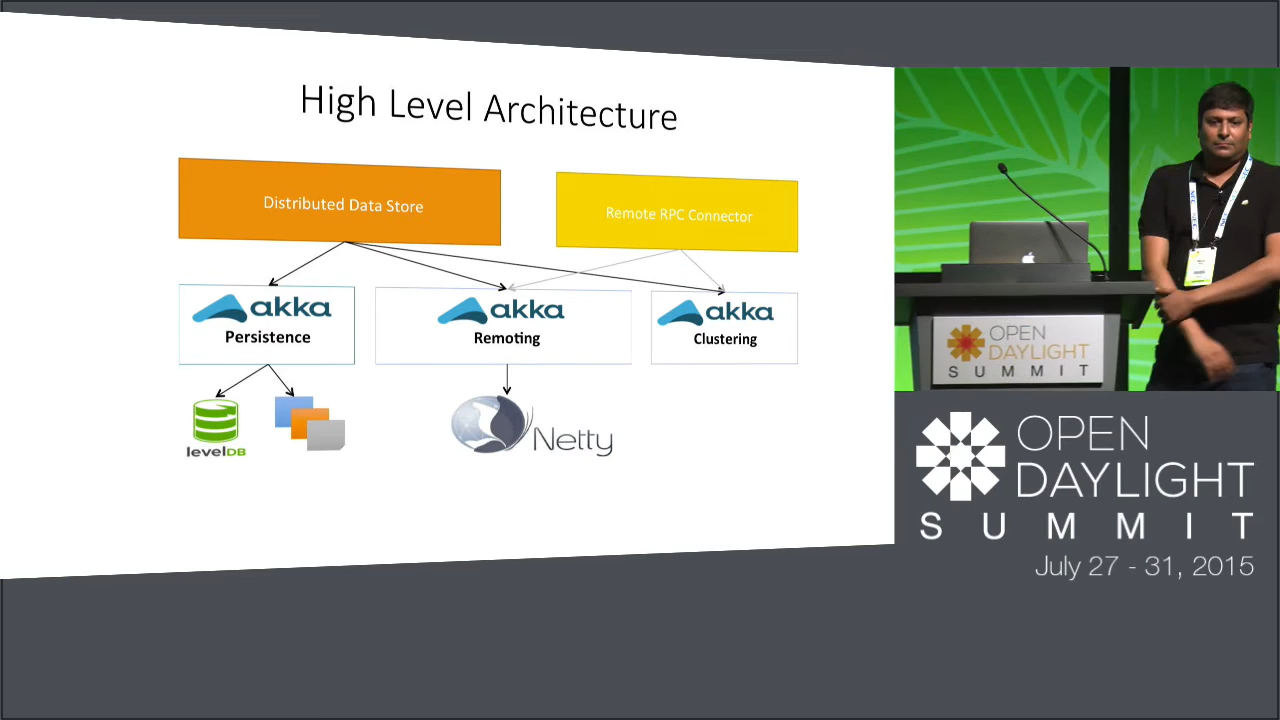 High Level Architecture
Distributed Data Store
Remote RPC Connector
akka
Persistence
akka
Remoting
akka
Clustering
levelDB
Netty
OPEN
DAYLIGHT
SUMMIT
OPEN
DAYLIGHT
SUMMIT
July 27 - 31, 2015